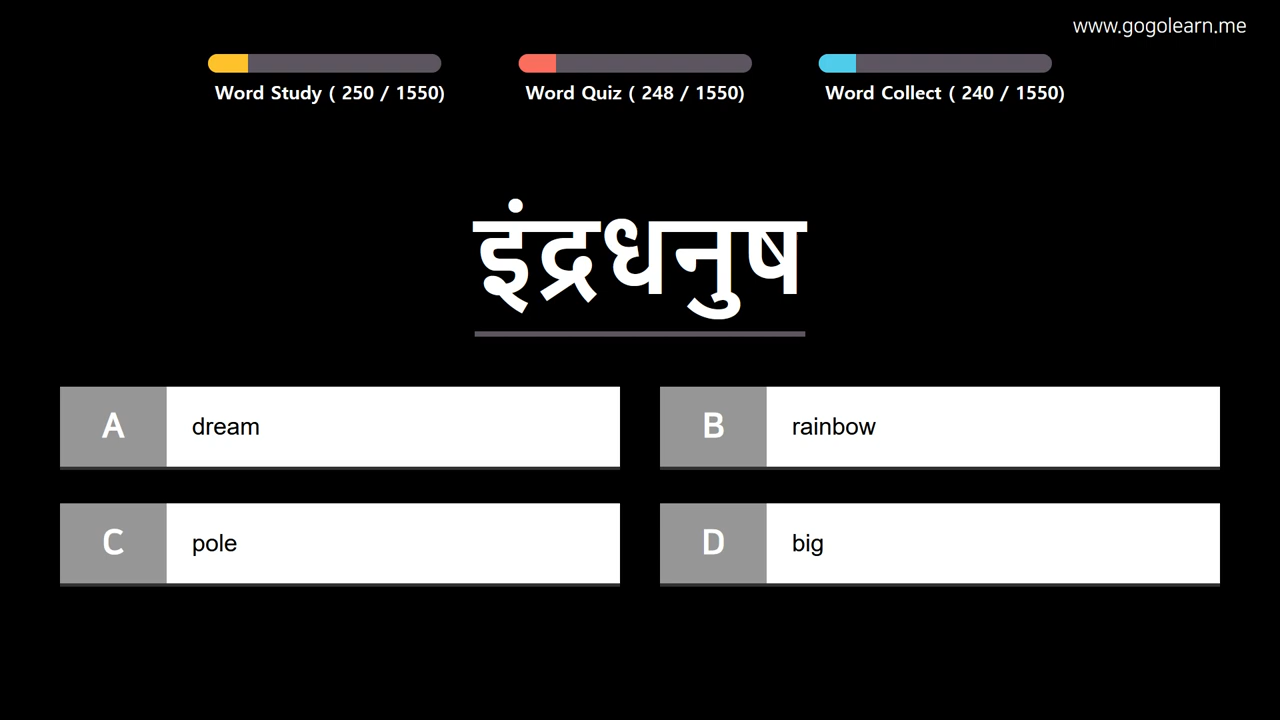 www.gogolearn.me
Word Study ( 250 / 1550)
Word Quiz ( 248 / 1550)
Word Collect ( 240 / 1550)
इंद्रधनुष
A dream
B rainbow
C pole
D big